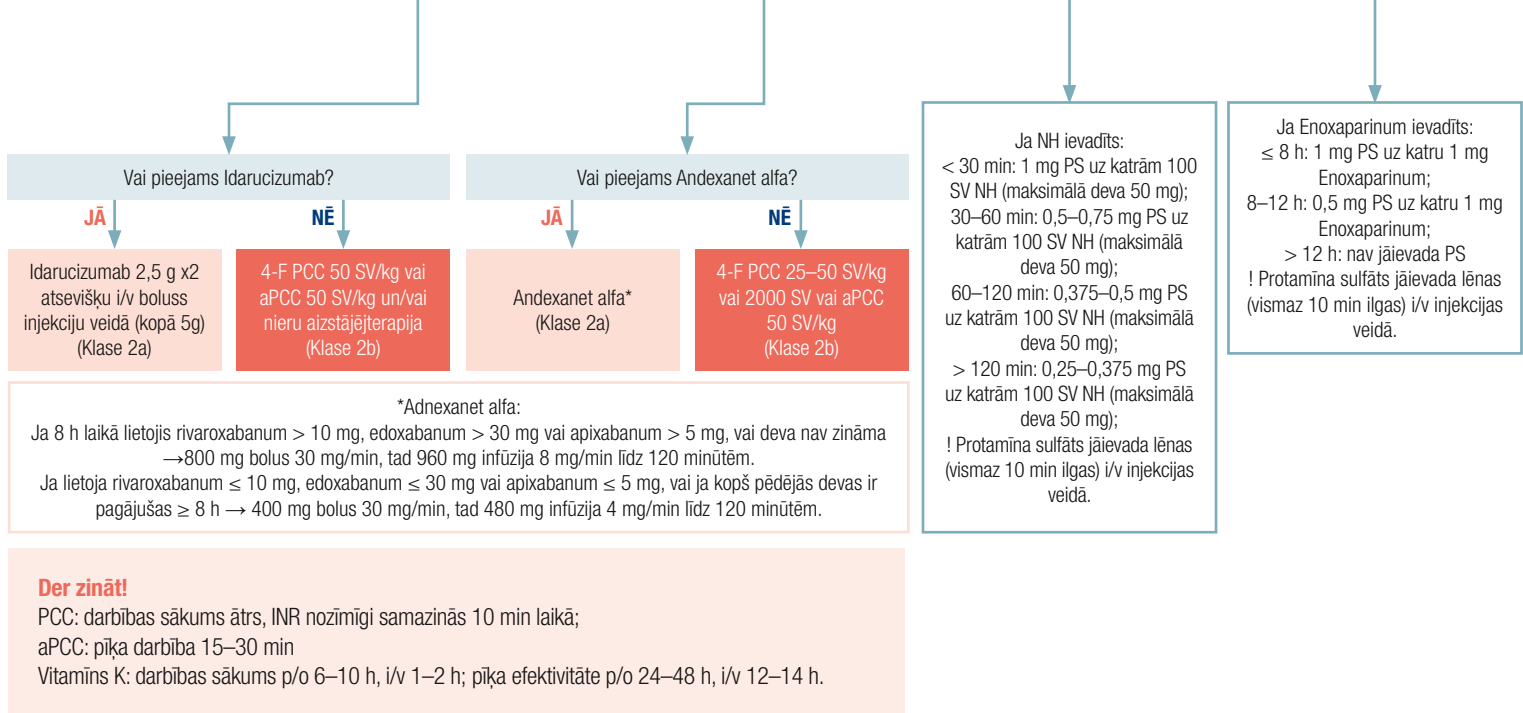 Vai pieejams Idarucizumab?
JĀ
NĒ
Idarucizumab 2,5 g x2
atsevišķu i/v boluss
injekciju veidā (kopā 5g)
(Klase 2a)
4-F PCC 50 SV/kg vai
aPCC 50 SV/kg un/vai
nieru aizstājējterapija
(Klase 2b)
Vai pieejams Andexanet alfa?
JĀ
NĒ
Andexanet alfa*
(Klase 2a)
4-F PCC 25–50 SV/kg
vai 2000 SV vai aPCC
50 SV/kg
(Klase 2b)
*Adnexanet alfa:
Ja 8 h laikā lietojis rivaroxabanum > 10 mg, edoxabanum > 30 mg vai apixabanum > 5 mg, vai deva nav zināma
→800 mg bolus 30 mg/min, tad 960 mg infūzija 8 mg/min līdz 120 minūtēm.
Ja lietoja rivaroxabanum ≤ 10 mg, edoxabanum ≤ 30 mg vai apixabanum ≤ 5 mg, vai ja kopš pēdējās devas ir
pagājušas ≥ 8 h → 400 mg bolus 30 mg/min, tad 480 mg infūzija 4 mg/min līdz 120 minūtēm.
Ja NH ievadīts:
< 30 min: 1 mg PS uz katrām 100
SV NH (maksimālā deva 50 mg);
30–60 min: 0,5–0,75 mg PS uz
katrām 100 SV NH (maksimālā
deva 50 mg);
60–120 min: 0,375–0,5 mg PS
uz katrām 100 SV NH (maksimālā
deva 50 mg);
> 120 min: 0,25–0,375 mg PS
uz katrām 100 SV NH (maksimālā
deva 50 mg);
! Protamīna sulfāts jāievada lēnas
(vismaz 10 min ilgas) i/v injekcijas
veidā.
Ja Enoxaparinum ievadīts:
≤ 8 h: 1 mg PS uz katru 1 mg
Enoxaparinum;
8–12 h: 0,5 mg PS uz katru 1 mg
Enoxaparinum;
> 12 h: nav jāievada PS
! Protamīna sulfāts jāievada lēnas
(vismaz 10 min ilgas) i/v injekcijas
veidā.
Der zināt!
PCC: darbības sākums ātrs, INR nozīmīgi samazinās 10 min laikā;
aPCC: pīķa darbība 15–30 min
Vitamīns K: darbības sākums p/o 6–10 h, i/v 1–2 h; pīķa efektivitāte p/o 24–48 h, i/v 12–14 h.